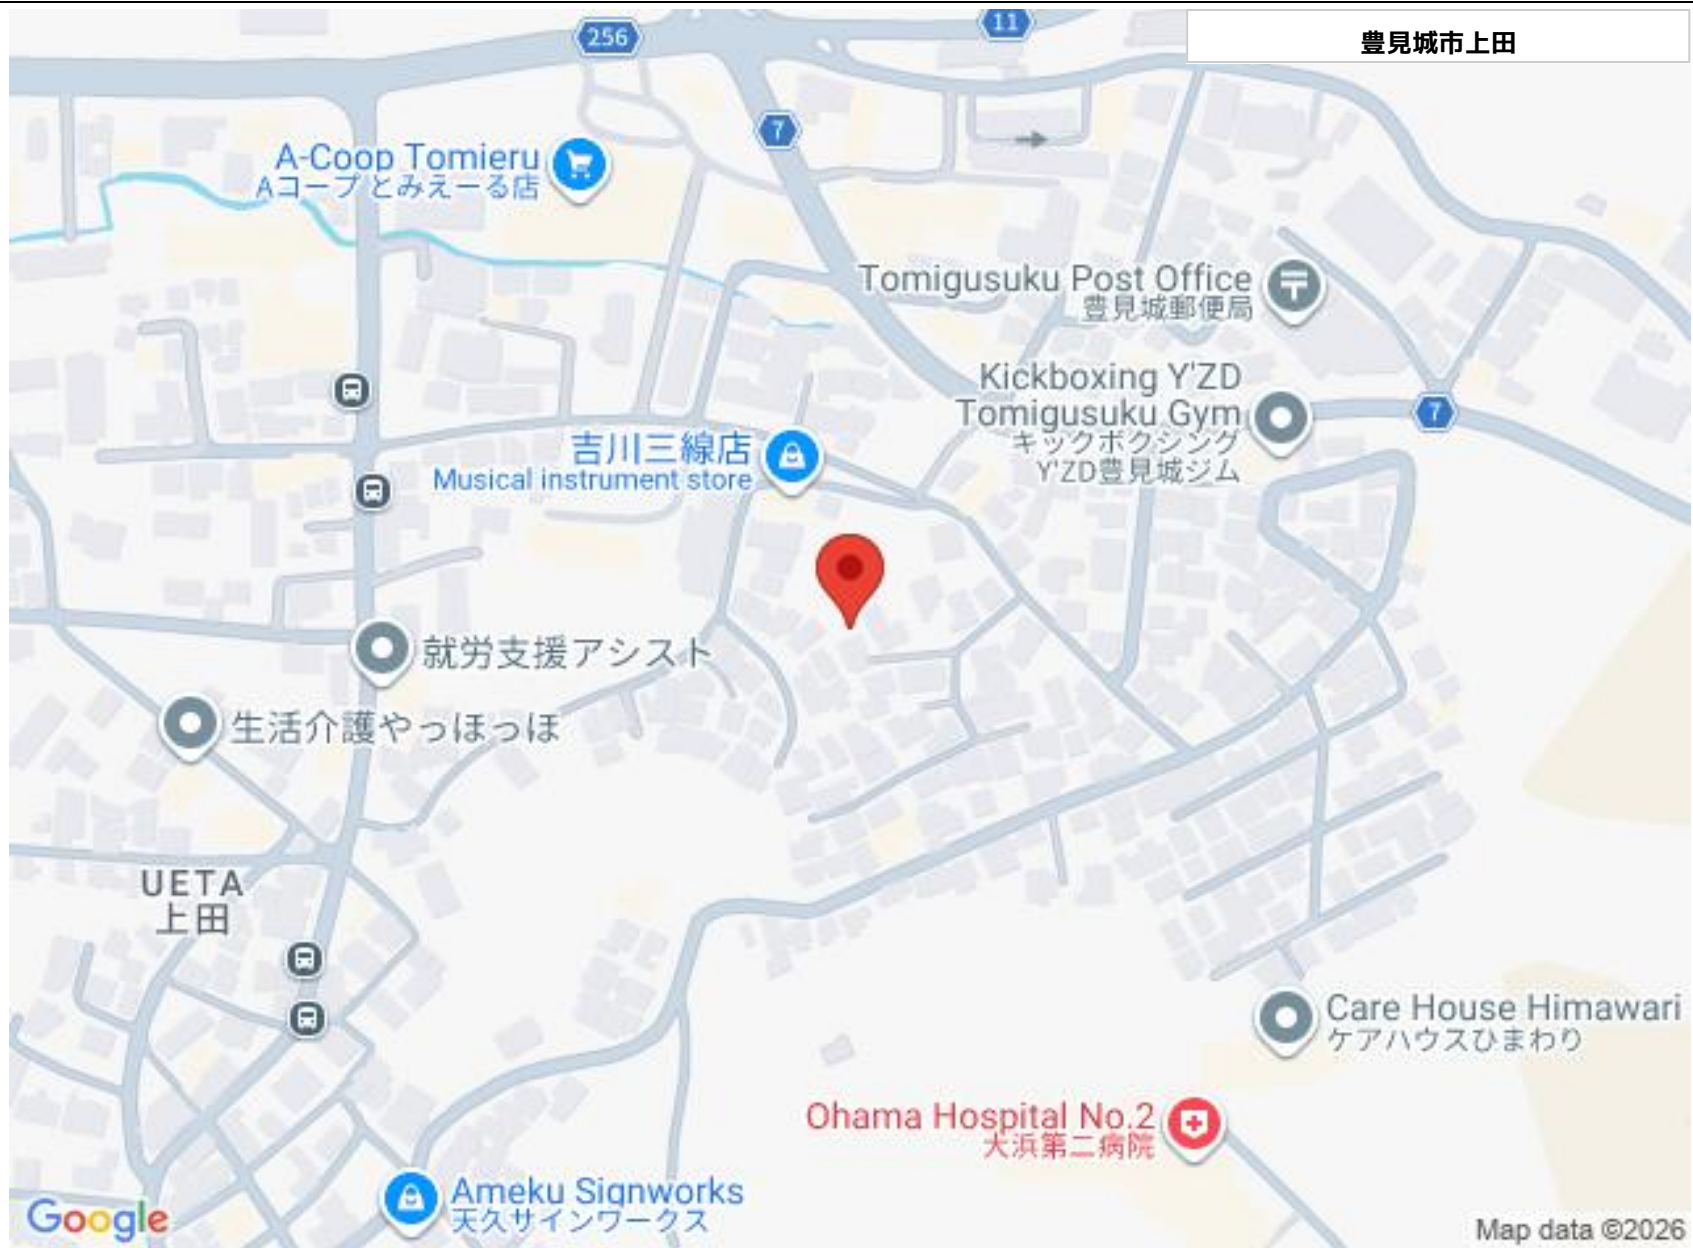 豊見城市上田
256
11
7
A-Coop Tomieru
Aコープ とみえーる店
Tomigusuku Post Office
豊見城郵便局
Kickboxing Y'ZD
Tomigusuku Gym
キックボクシング
Y'ZD豊見城ジム
7
吉川三線店
Musical instrument store
就労支援アシスト
生活介護やっほっほ
UETA
上田
Care House Himawari
ケアハウスひまわり
Ohama Hospital No.2
大浜第二病院
Ameku Signworks
天久サインワークス
Google
Map data ©2026